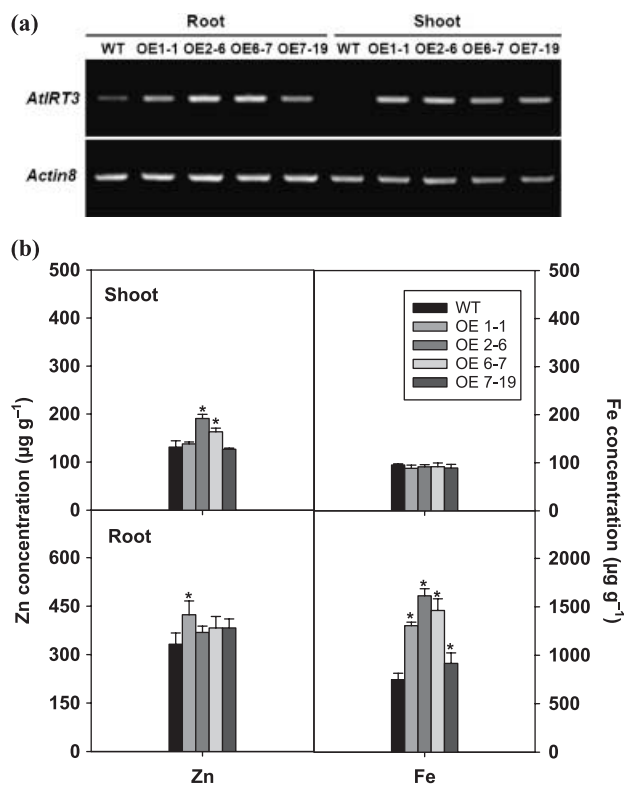 (a)
Root Shoot
WT OE1-1 OE2-6 OE6-7 OE7-19 WT OE1-1 OE2-6 OE6-7 OE7-19
AtIRT3
Actin8
(b)
500 500
Shoot
WT
OE 1-1
OE 2-6
OE 6-7
OE 7-19
400 400
300 300
200 200
* *
100 100
0 0
Root
600 2000
450 1500
300 1000
150 500
0 0
*
* * * *
Zn Fe
Zn concentration (µg g⁻¹)
Fe concentration (µg g⁻¹)